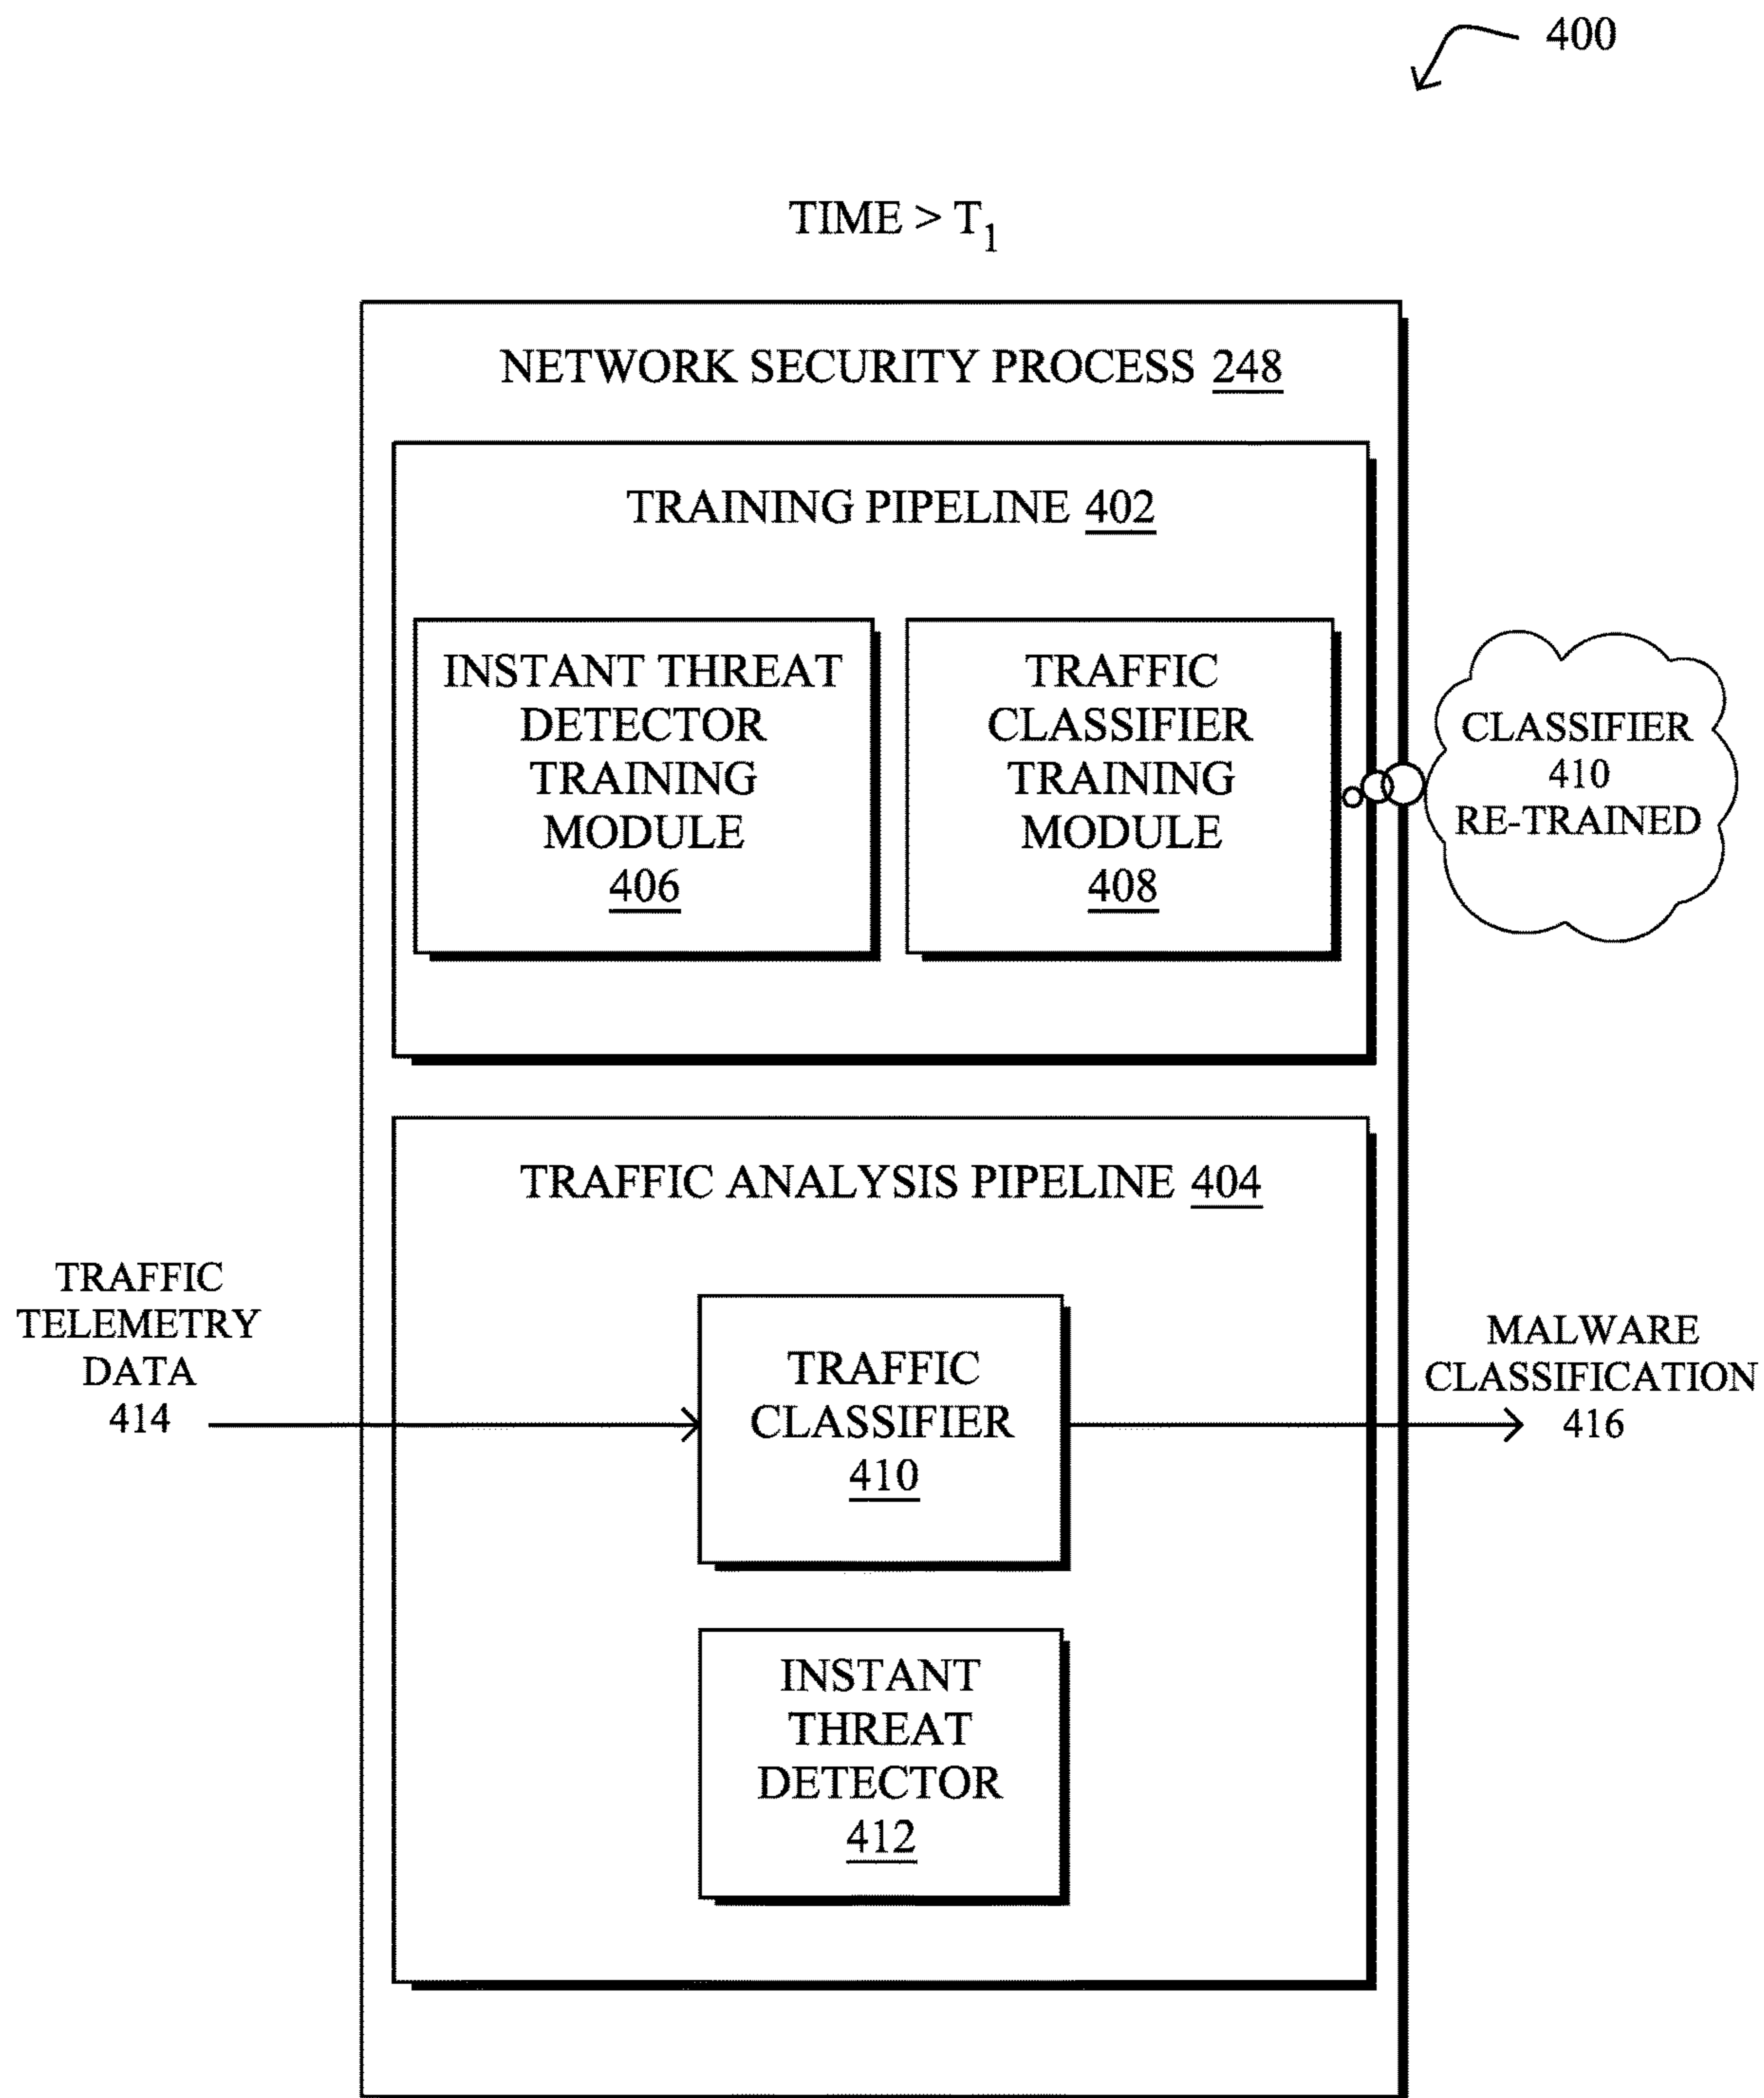 400
TIME > T1
NETWORK SECURITY PROCESS 248
TRAINING PIPELINE 402
INSTANT THREAT
DETECTOR
TRAINING
MODULE
406
TRAFFIC
CLASSIFIER
TRAINING
MODULE
408
CLASSIFIER
410
RE-TRAINED
TRAFFIC ANALYSIS PIPELINE 404
TRAFFIC
TELEMETRY
DATA
414
TRAFFIC
CLASSIFIER
410
MALWARE
CLASSIFICATION
416
INSTANT
THREAT
DETECTOR
412